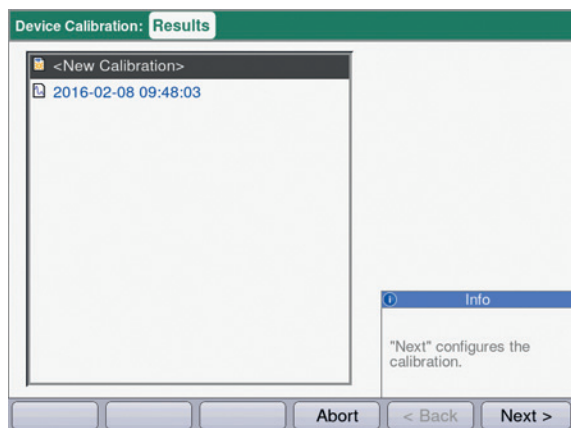 Device Calibration: Results
<New Calibration>
2016-02-08 09:48:03
Info
"Next" configures the
calibration.
Abort
< Back
Next >